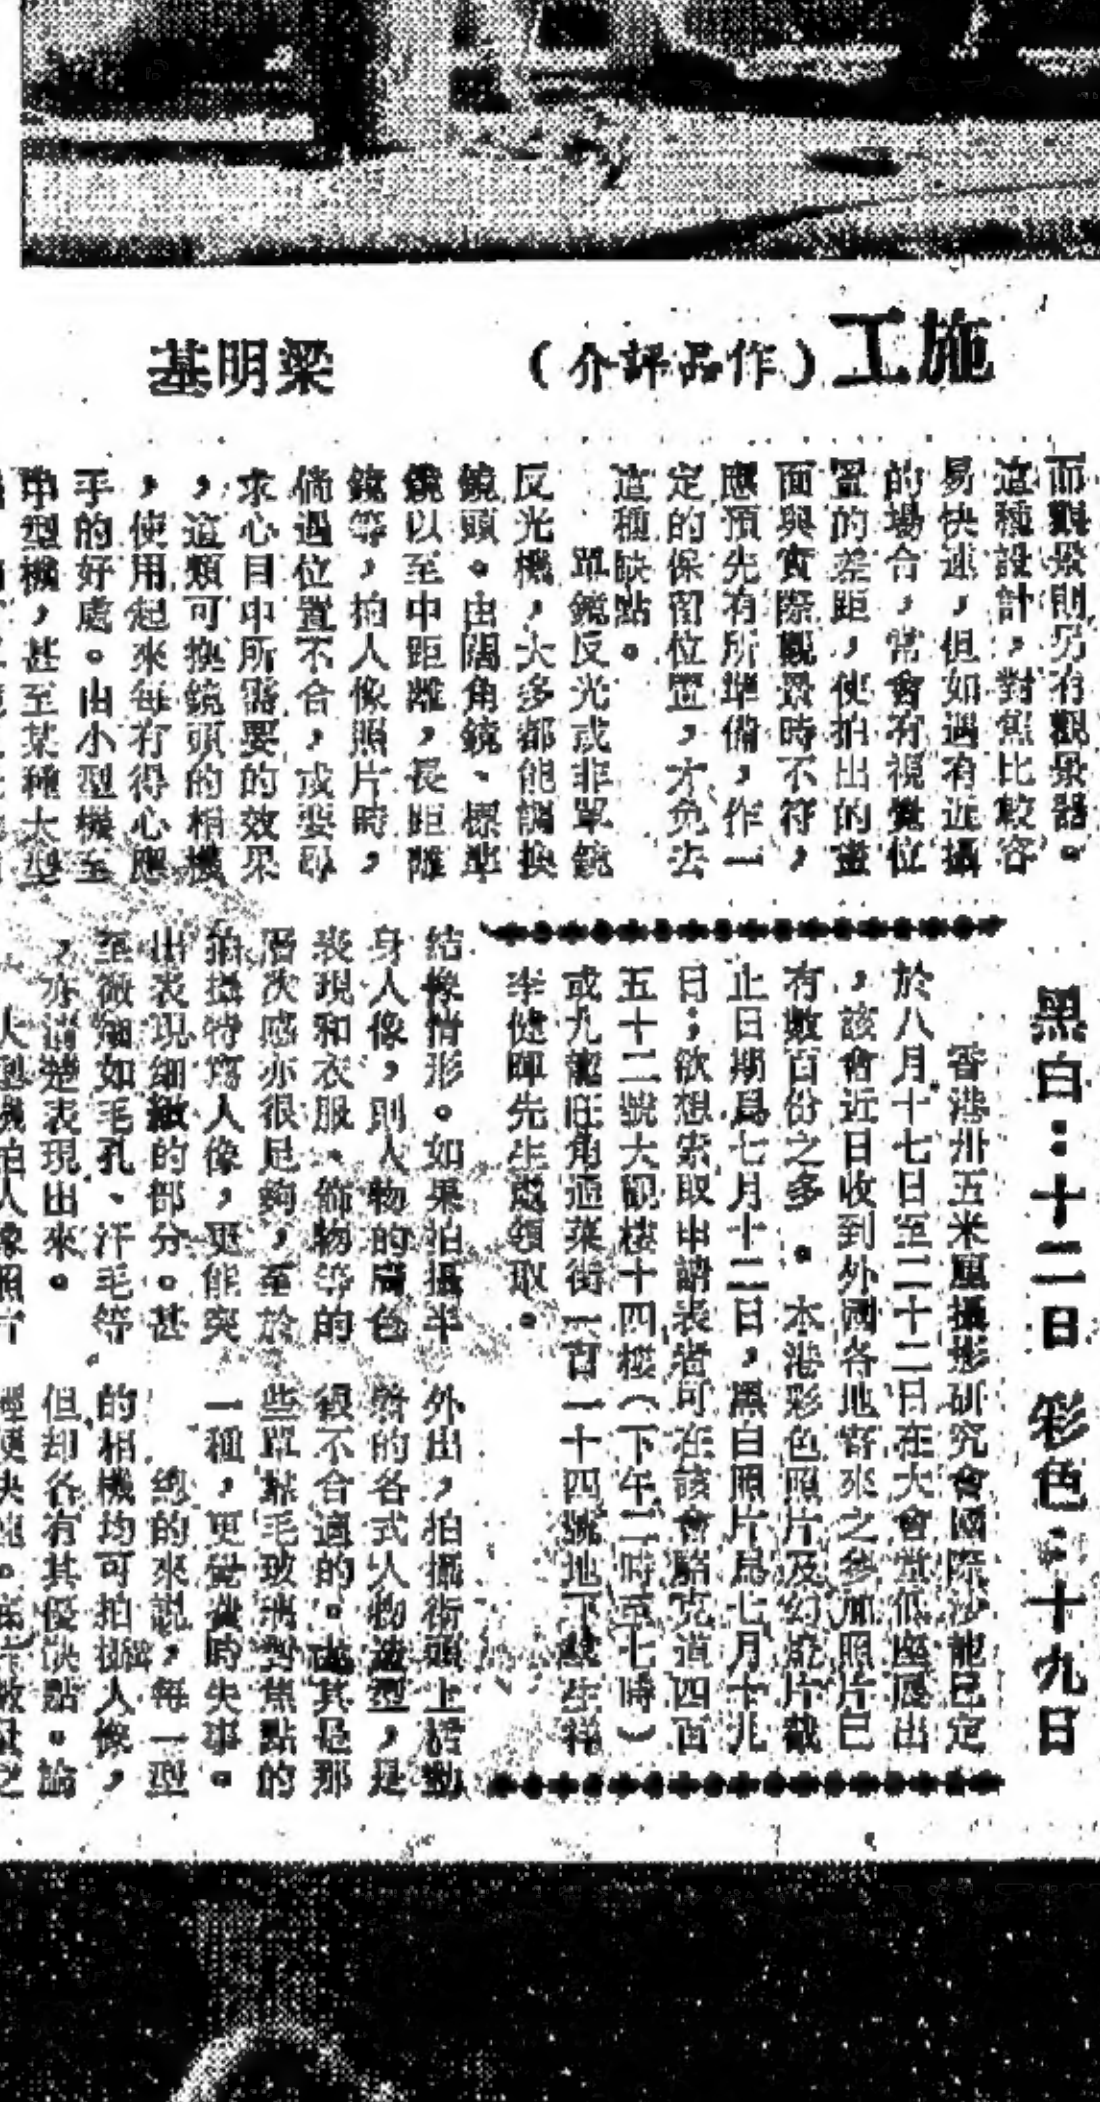 施工（作品評介）
梁明基
而觀景則另有觀景器。
這種設計，對焦比較容
易快速，但如遇有近攝
的場合，常會有視覺位
置的差距，使拍出的畫
面與實際觀景時不符，
應預先有所準備，作一
定的保留位置，才免去
這種缺點。
單鏡反光或非單鏡
反光機，大多都能調換
鏡頭。由闊角鏡、標準
鏡以至中距離，長距離
鏡等，拍人像照片時，
倘遇位置不合，或要尋
求心目中所需要的效果
，這類可換鏡頭的相機
，使用起來每有得心應
手的好處。由小型機至
中型機，甚至某種大型
黑白：十二日 彩色：十九日
香港卅五米厘攝影研究會國際沙龍已定
於八月十七日至二十二日在大會堂低座展出
，該會近日收到外國各地寄來之參加照片已
有數百份之多。本港彩色照片及幻燈片截
止日期爲七月十二日，黑白照片爲七月十九
日，欲想索取申請表者可在該會駱克道四百
五十二號大觀樓十四樓（下午二時至七時）
或九龍旺角通菜街一百二十四號地下
李健暉先生處領取。
結像情形。如果拍攝半
身人像，則人物的膚色
表現和衣服、佈物等的
層次感亦很足夠，至於
拍攝特寫人像，更能突
出表現細緻的部分。甚
至微細如毛孔、汗毛等
，亦清楚表現出來。
大型機拍人像照片
外出，拍攝街頭上活動
着的各式人物造型，是
很不合適的。尤其是那
些單靠毛玻璃對焦點的
一種，更覺費時失事。
總的來說，每一型
的相機均可拍攝人像，
但却各有其優缺點。論